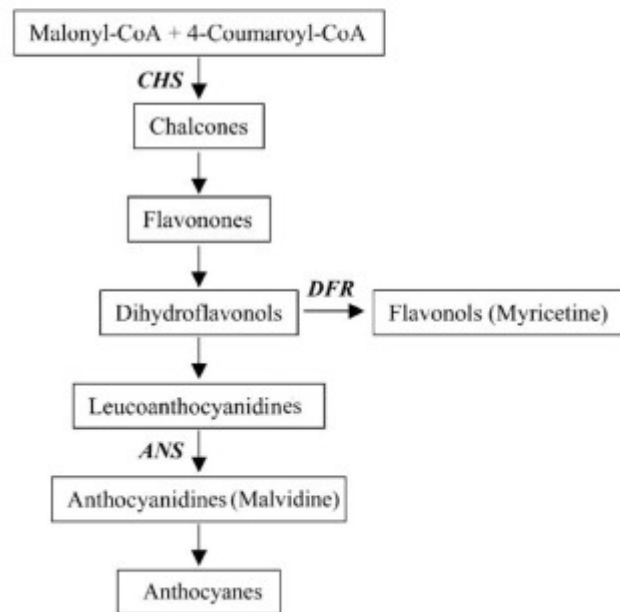 Malonyl-CoA + 4-Coumaroyl-CoA
CHS
Chalcones
Flavonones
DFR
Dihydroflavonols
Flavonols (Myricetine)
Leucoanthocyanidines
ANS
Anthocyanidines (Malvidine)
Anthocyanes